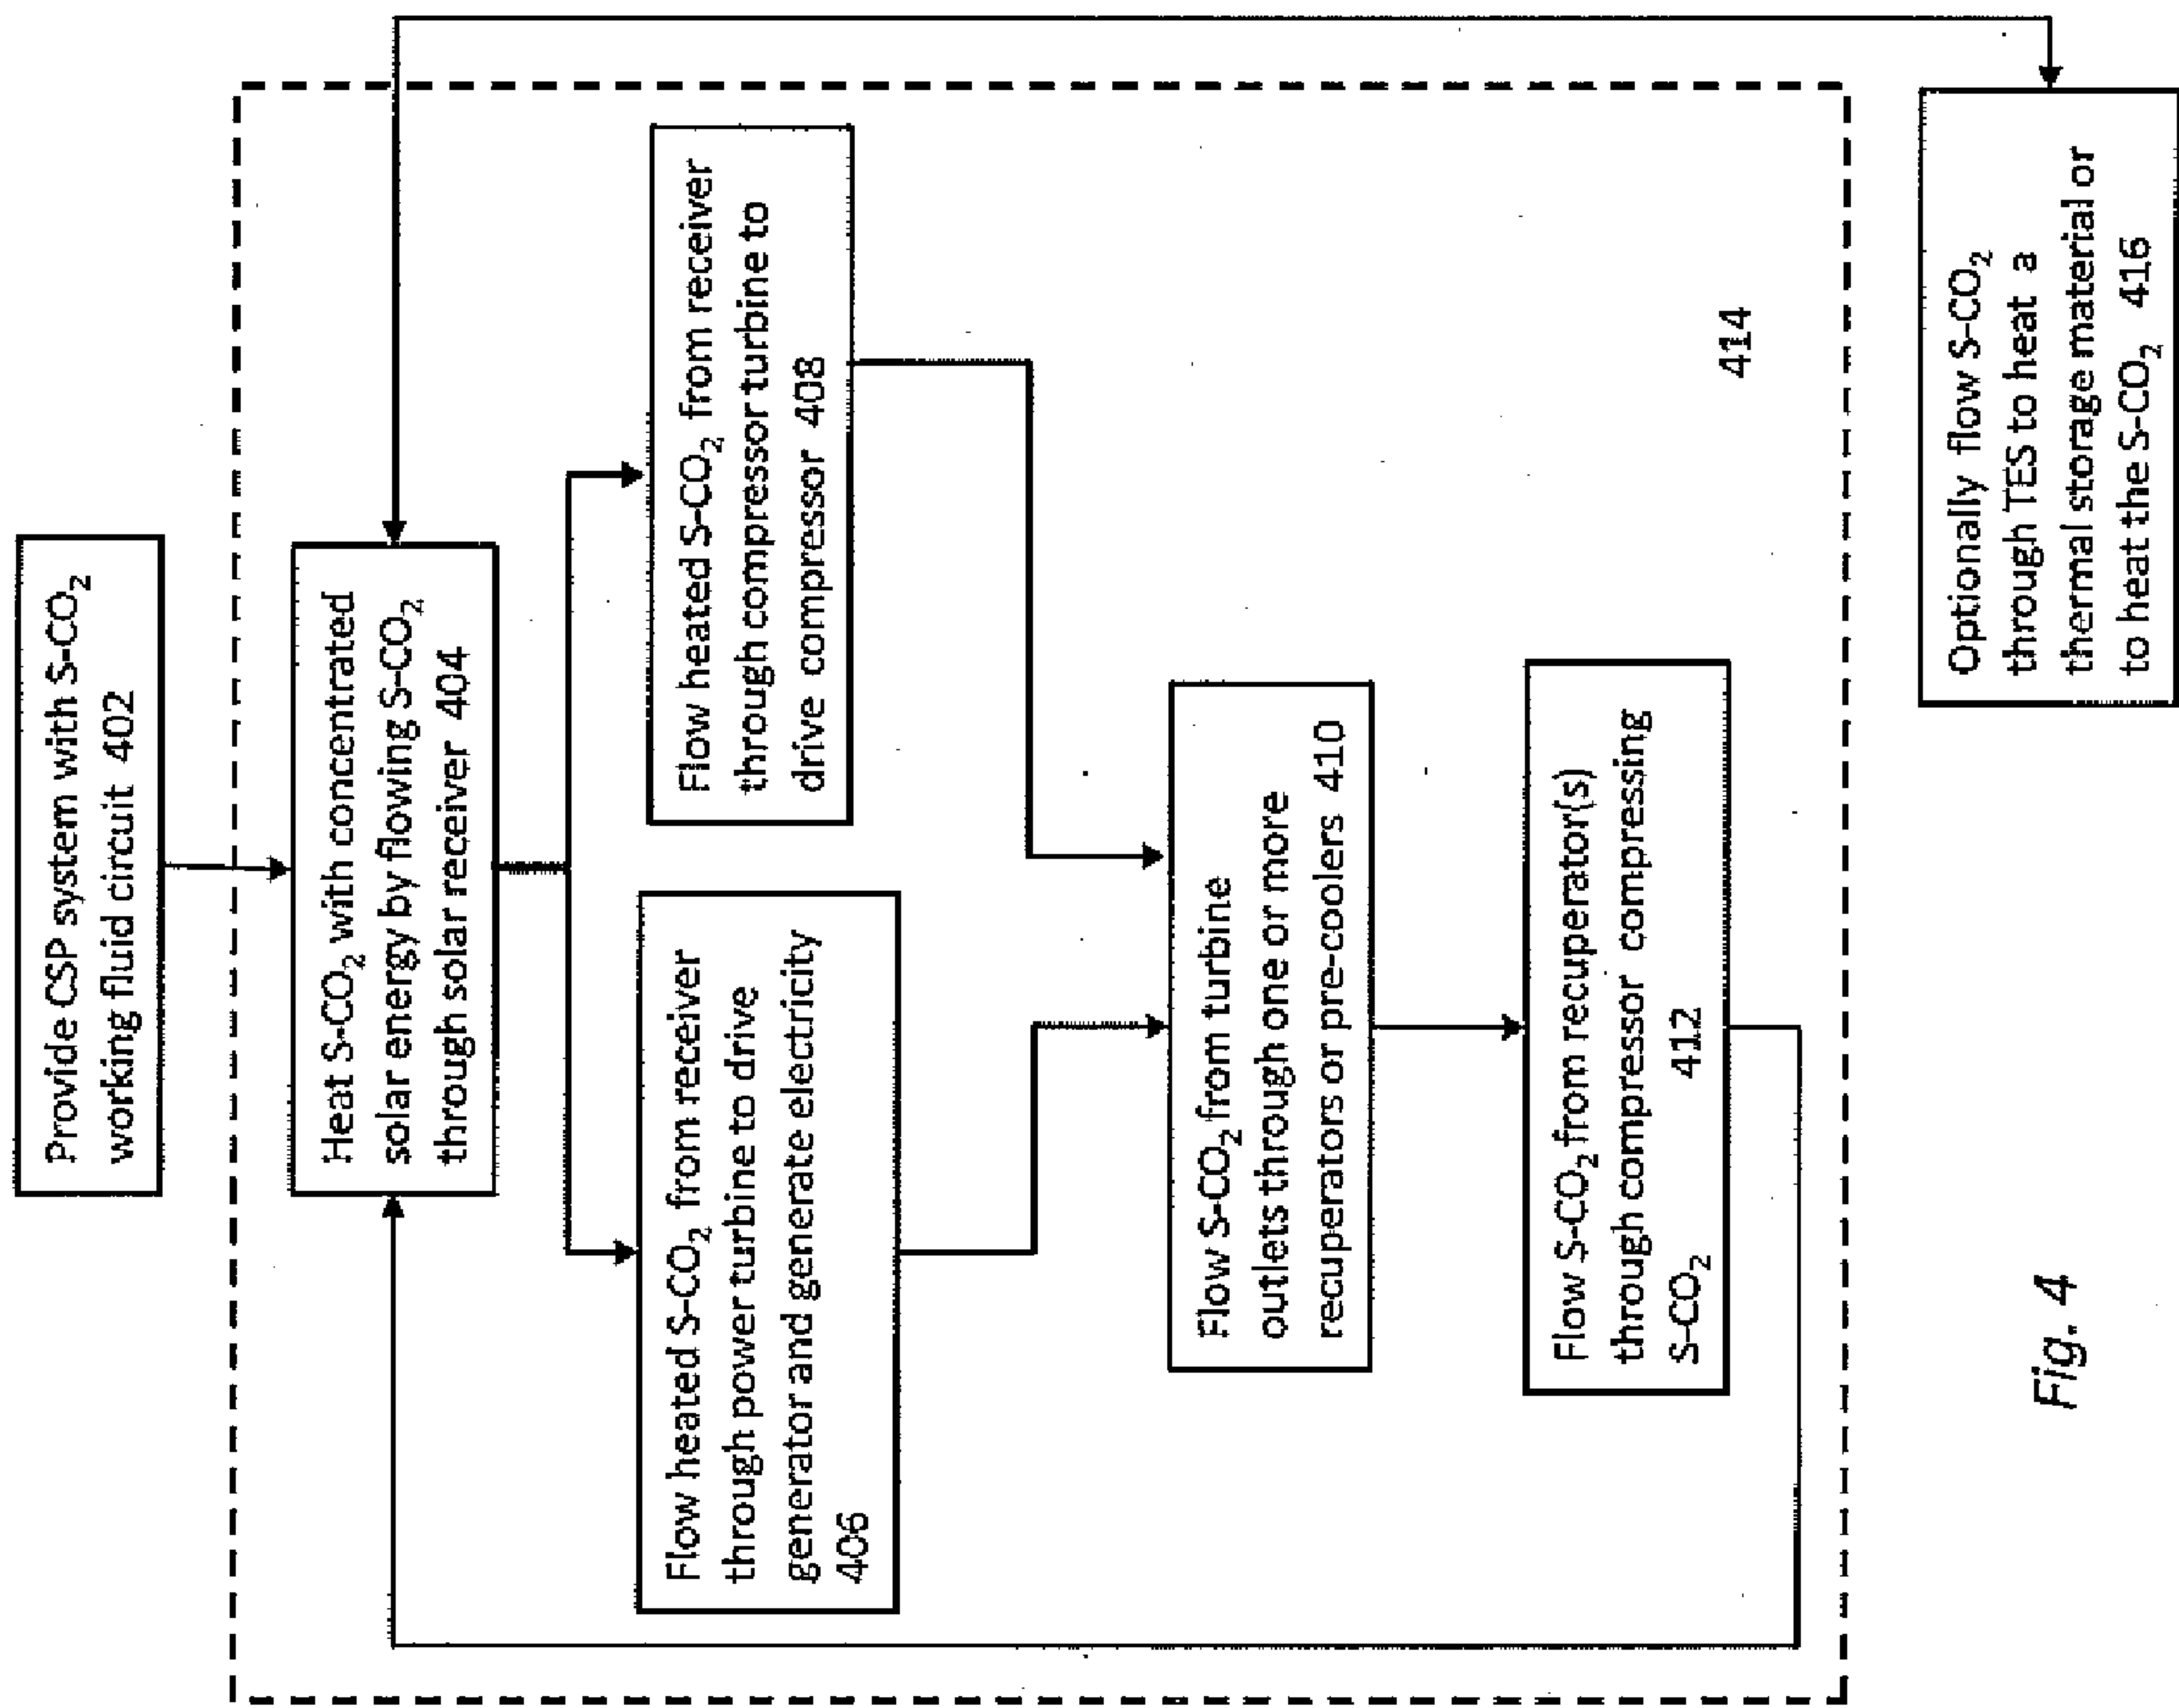 Provide CSP system with S-CO₂
working fluid circuit 402
Heat S-CO₂ with concentrated
solar energy by flowing S-CO₂
through solar receiver 404
Flow heated S-CO₂ from receiver
through power turbine to drive
generator and generate electricity
406
Flow heated S-CO₂ from receiver
through compressor turbine to
drive compressor 408
Flow S-CO₂ from turbine
outlets through one or more
recuperators or pre-coolers 410
Flow S-CO₂ from recuperator(s)
through compressor compressing
S-CO₂ 412
414
Optionally flow S-CO₂
through TES to heat a
thermal storage material or
to heat the S-CO₂ 416
Fig. 4